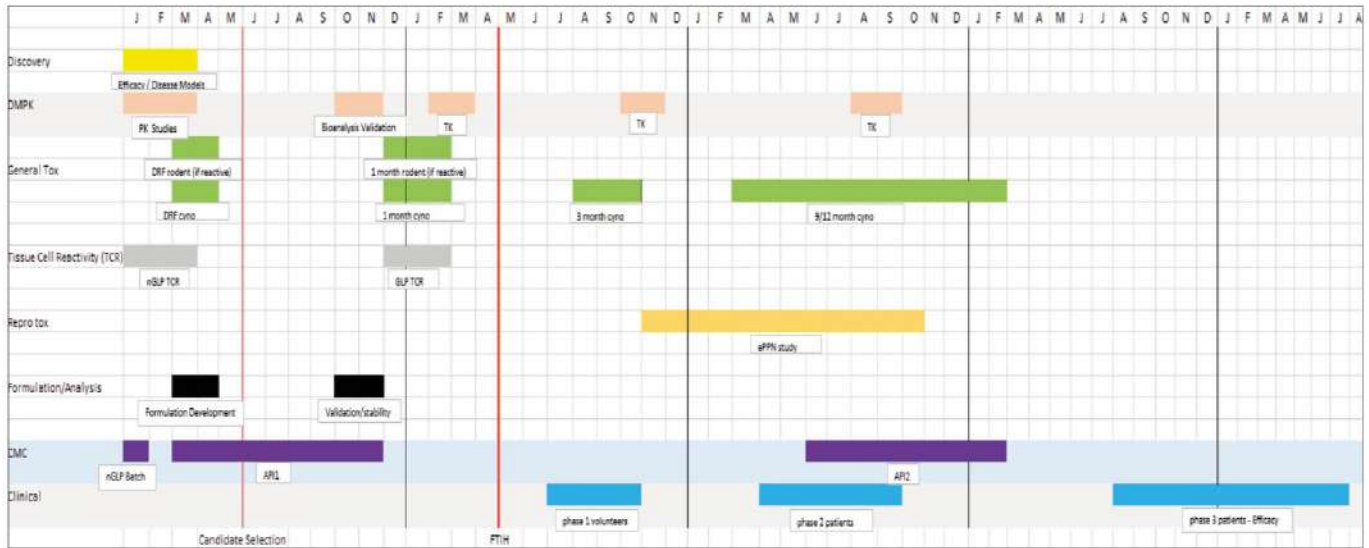 J F M A M J J A S O N D J F M A M J J A S O N D J F M A M J J A S O N D J F M A M J J A S O N D J F M A M J J A
Discovery
Efficacy / Disease Models
DMPK
PK Studies
Bioanalysis Validation
TK
TK
TK
General Tox
DRF rodent (if reactive)
1 month rodent (if reactive)
DRF cyno
1 month cyno
3 month cyno
9/12 month cyno
Tissue Cell Reactivity (TCR)
nGLP TCR
GLP TCR
Repro tox
ePPN study
Formulation/Analysis
Formulation Development
Validation/stability
CMC
nGLP Batch
API1
API2
Clinical
phase 1 volunteers
phase 2 patients
phase 3 patients - Efficacy
Candidate Selection
FTIH